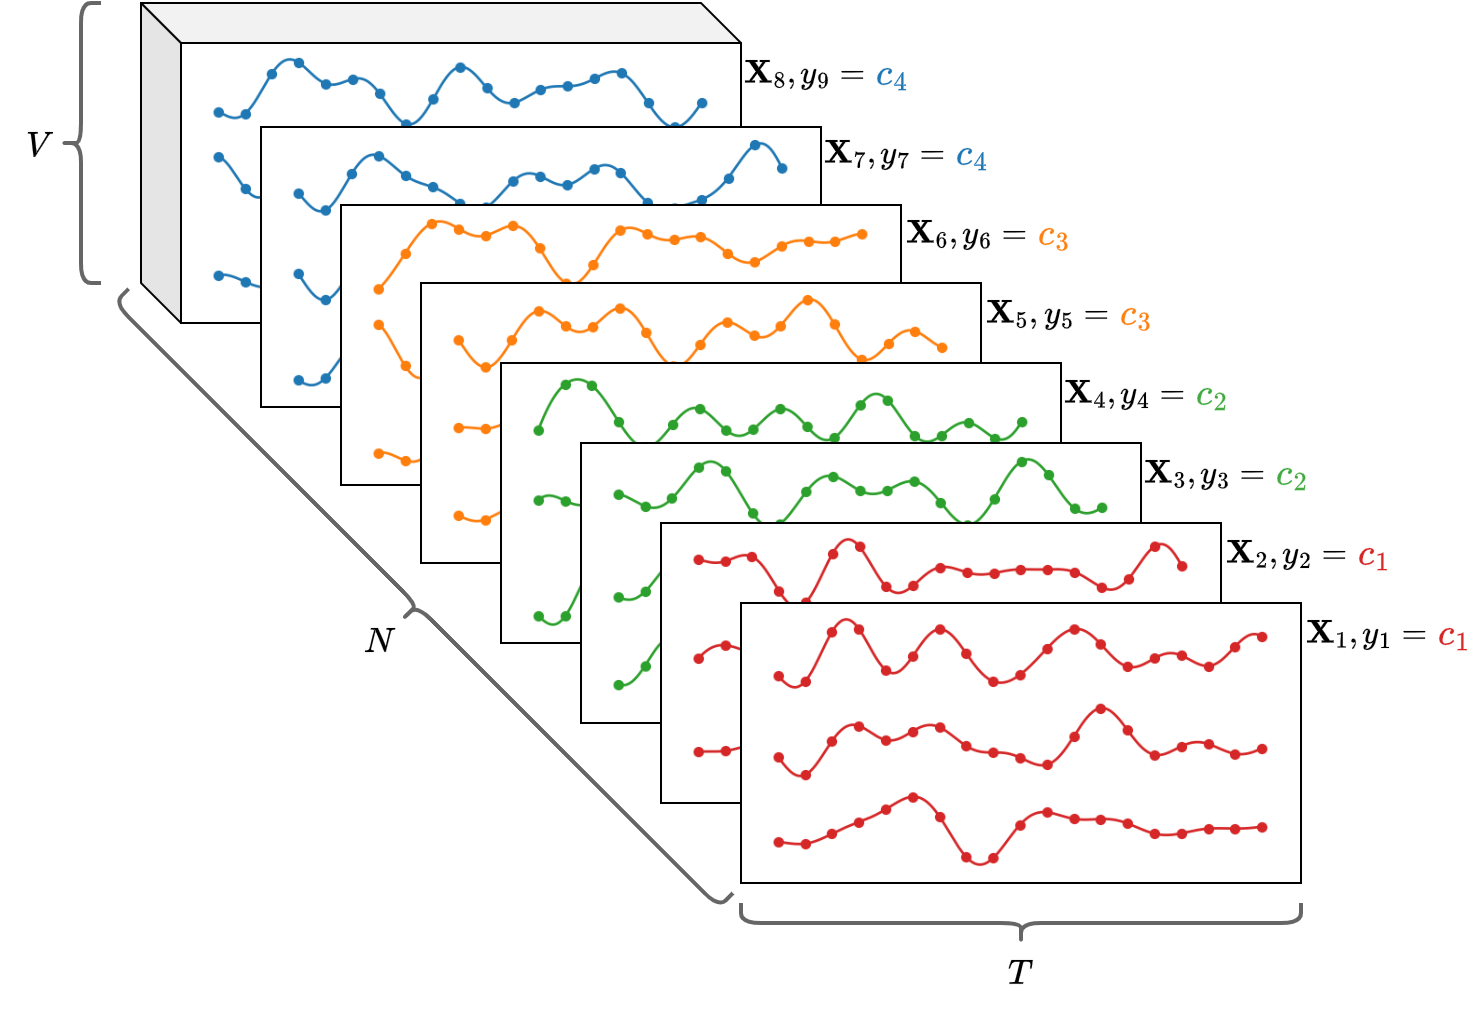 X₈, y₉ = c₄
V
X₇, y₇ = c₄
X₆, y₆ = c₃
X₅, y₅ = c₃
X₄, y₄ = c₂
X₃, y₃ = c₂
X₂, y₂ = c₁
N
X₁, y₁ = c₁
T